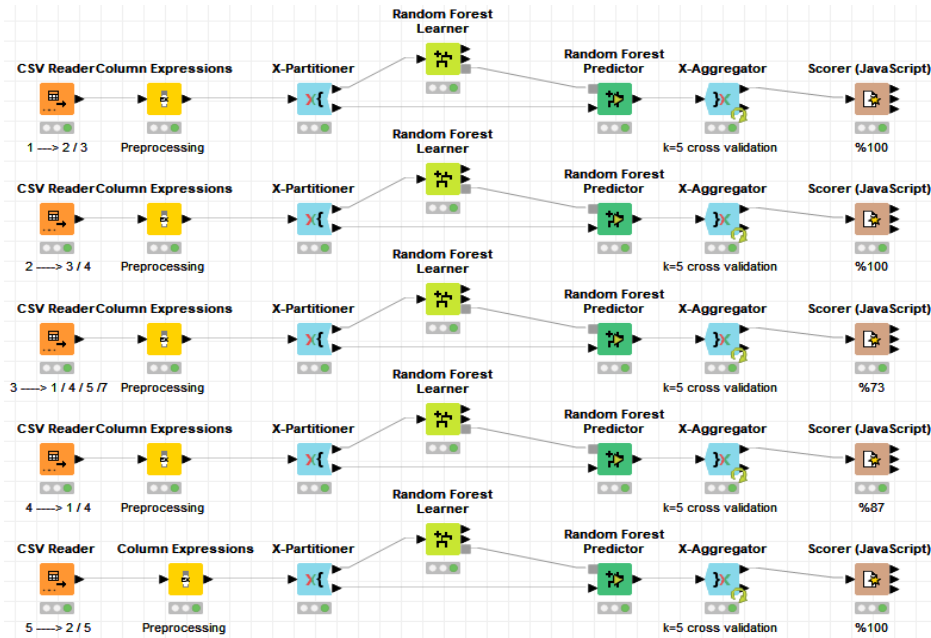 Random Forest
Learner
CSV Reader Column Expressions X-Partitioner Random Forest
Predictor X-Aggregator Scorer (JavaScript)
1 ----> 2 / 3 Preprocessing k=5 cross validation %100
Random Forest
Learner
CSV Reader Column Expressions X-Partitioner Random Forest
Predictor X-Aggregator Scorer (JavaScript)
2 ----> 3 / 4 Preprocessing k=5 cross validation %100
Random Forest
Learner
CSV Reader Column Expressions X-Partitioner Random Forest
Predictor X-Aggregator Scorer (JavaScript)
3 ----> 1 / 4 / 5 /7 Preprocessing k=5 cross validation %73
Random Forest
Learner
CSV Reader Column Expressions X-Partitioner Random Forest
Predictor X-Aggregator Scorer (JavaScript)
4 ----> 1 / 4 Preprocessing k=5 cross validation %87
Random Forest
Learner
CSV Reader Column Expressions X-Partitioner Random Forest
Predictor X-Aggregator Scorer (JavaScript)
5 ----> 2 / 5 Preprocessing k=5 cross validation %100